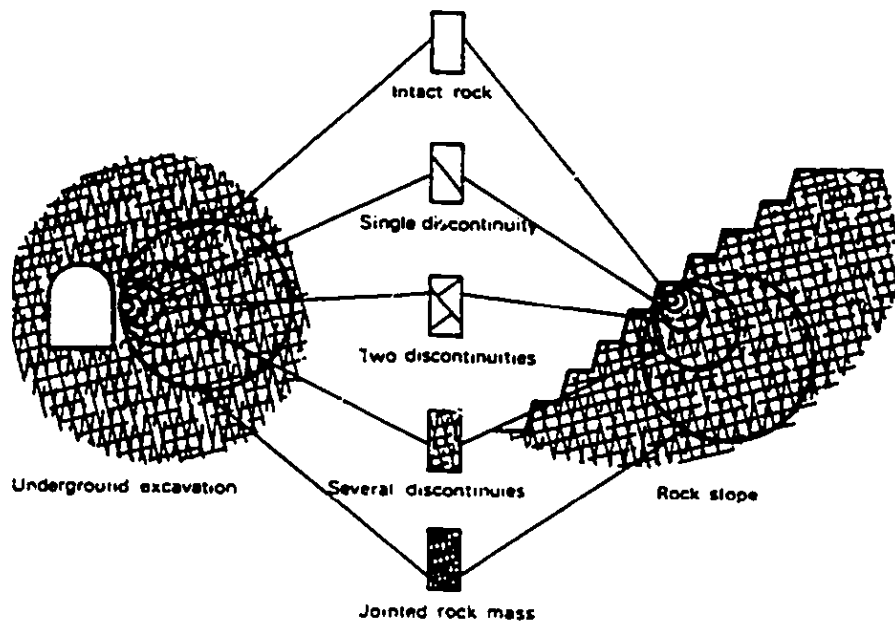 Intact rock
Single discontinuity
Two discontinuities
Underground excavation
Several discontinuies
Rock slope
Jointed rock mass